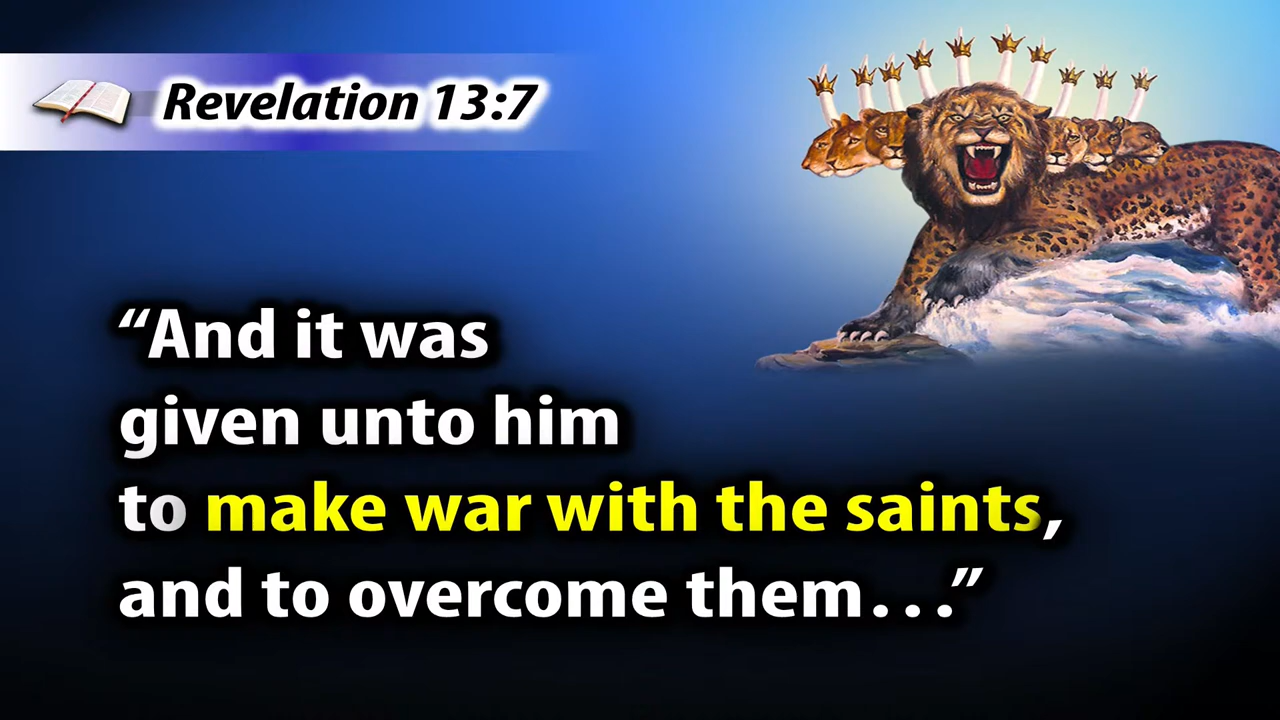 Revelation 13:7
“And it was
given unto him
to make war with the saints,
and to overcome them...”